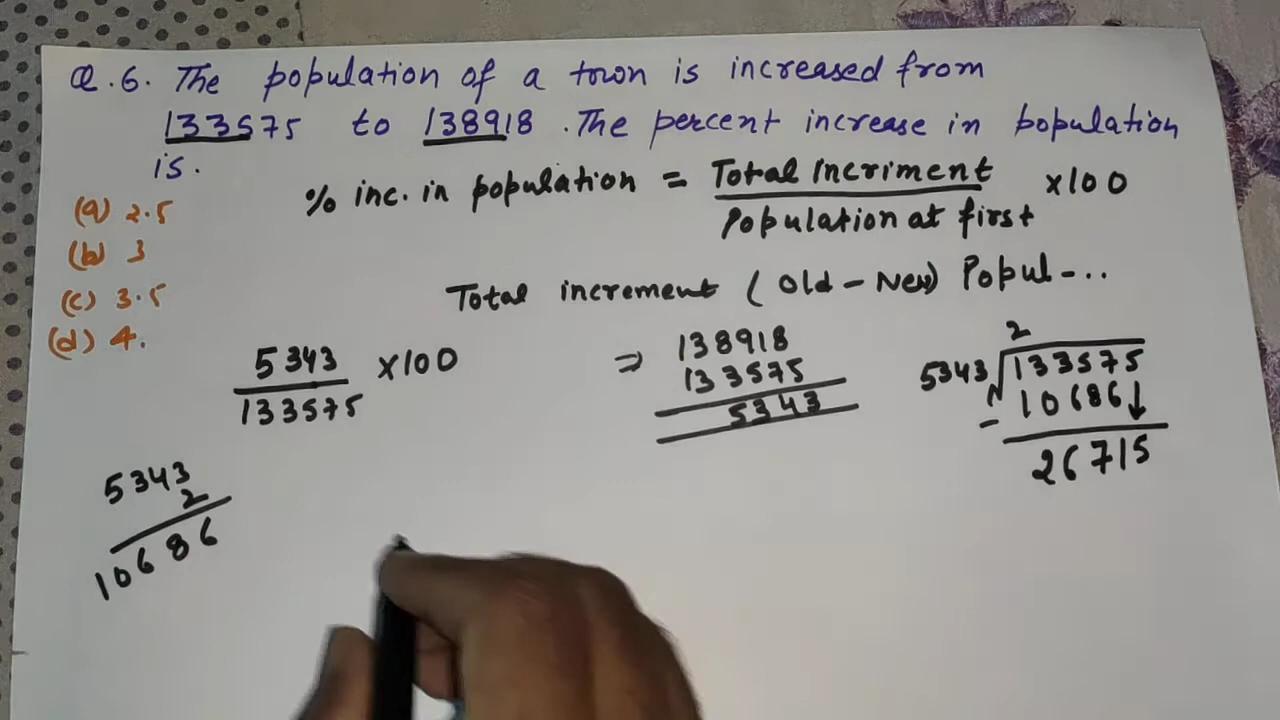 Q.6. The population of a town is increased from
133575 to 138918. The percent increase in population
is.
% inc. in population = Total Incriment / Population at first ×100
(a) 2.5
(b) 3
(c) 3.5
(d) 4.
Total increment (Old - New) Popul-...
5343 / 133575 ×100
⇒ 138918
133575
5343
2
5343 √133575
- 10686↓
26715
5343
2
10686